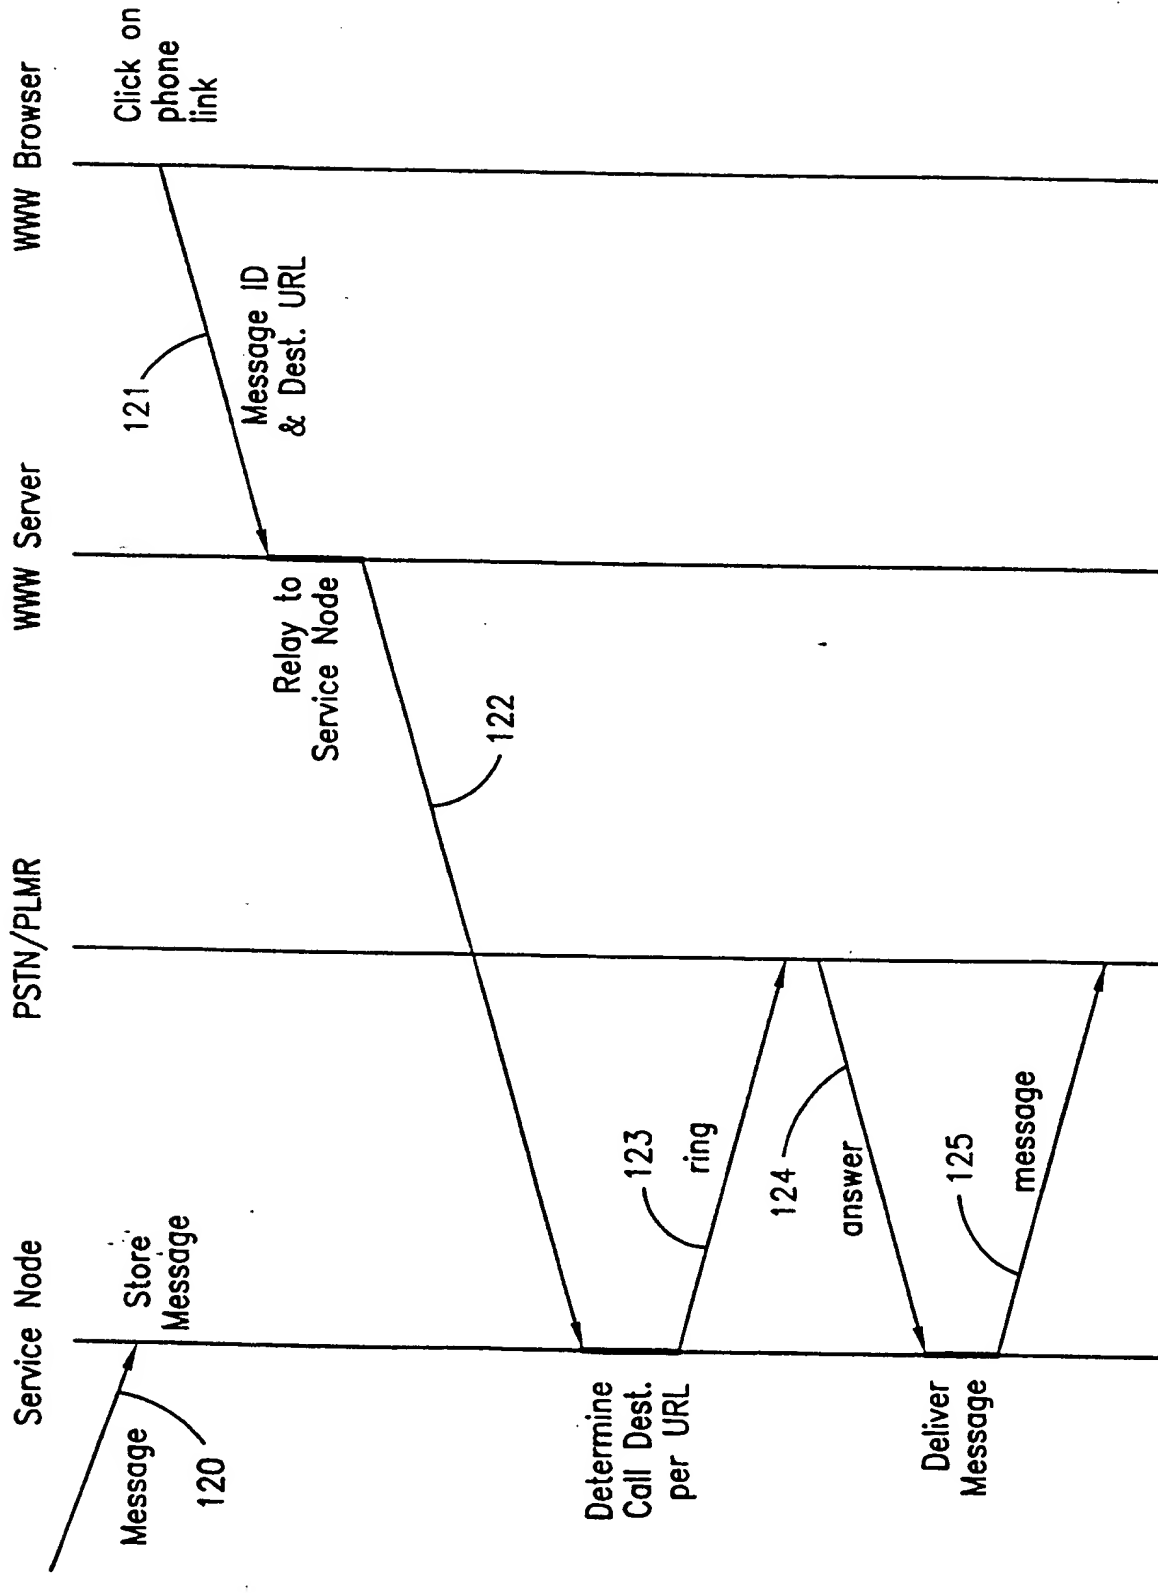 Service Node
PSTN/PLMR
WWW Server
WWW Browser
Message
120
Store
Message
Click on
phone
link
121
Message ID
& Dest. URL
Relay to
Service Node
122
Determine
Call Dest.
per URL
123
ring
124
answer
Deliver
Message
125
message